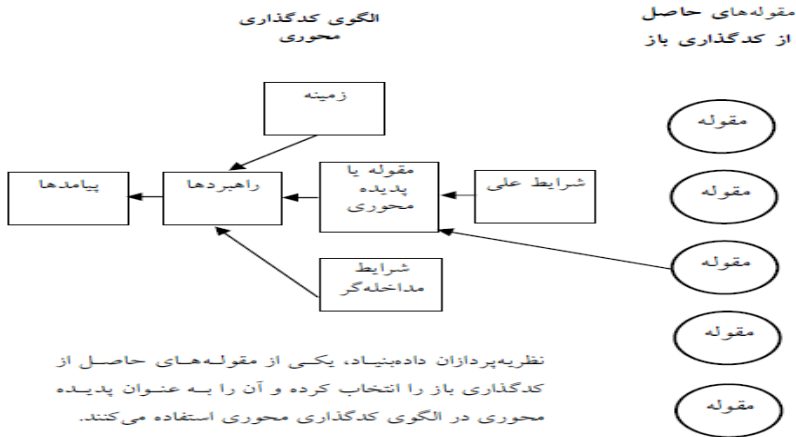 مقوله‌های حاصل
از کدگذاری باز
الگوی کدگذاری
محوری
زمینه
مقوله
مقوله یا
پدیده
محوری
شرایط علی
راهبردها
پیامدها
مقوله
مقوله
شرایط
مداخله‌گر
مقوله
مقوله
نظریه‌پردازان داده‌بنیاد، یکی از مقوله‌های حاصل از
کدگذاری باز را انتخاب کرده و آن را به عنوان پدیده
محوری در الگوی کدگذاری محوری استفاده می‌کنند.